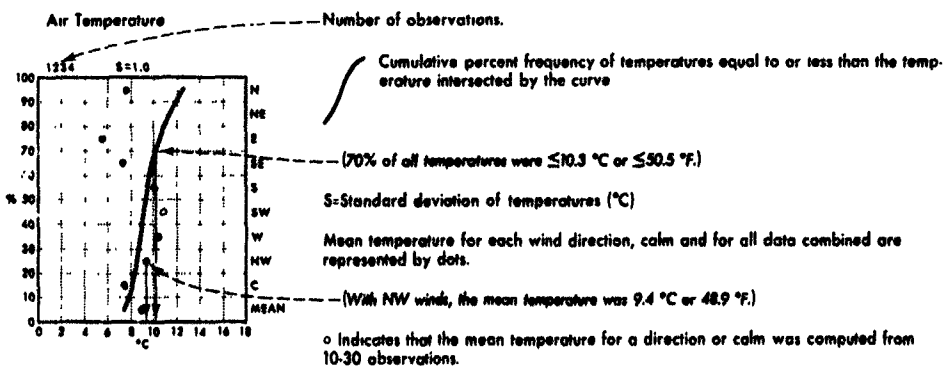 Air Temperature
Number of observations.
1234 S=1.0
Cumulative percent frequency of temperatures equal to or less than the temp-
erature intersected by the curve
100 N
90 NE
80 E
70 SE
60 S
50 SW
% 
40 W
30 NW
20 C
10 MEAN
0
0 2 4 6 8 10 12 14 16 18
°C
(70% of all temperatures were ≤10.3 °C or ≤50.5 °F.)
S=Standard deviation of temperatures (°C)
Mean temperature for each wind direction, calm and for all data combined are
represented by dots.
(With NW winds, the mean temperature was 9.4 °C or 48.9 °F.)
o Indicates that the mean temperature for a direction or calm was computed from
10-30 observations.